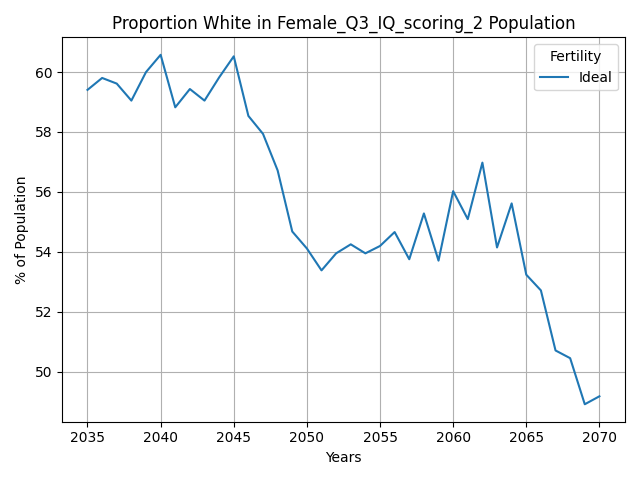 Proportion White in Female_Q3_IQ_scoring_2 Population
Fertility
Ideal
% of Population
60
58
56
54
52
50
2035 2040 2045 2050 2055 2060 2065 2070
Years